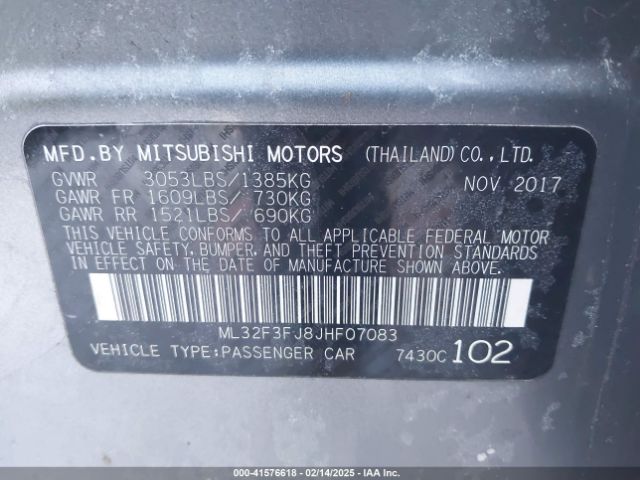 MFD.BY MITSUBISHI MOTORS (THAILAND) CO.,LTD.
GVWR 3053LBS/1385KG NOV 2017
GAWR FR 1609LBS/ 730KG
GAWR RR 1521LBS/ 690KG
THIS VEHICLE CONFORMS TO ALL APPLICABLE FEDERAL MOTOR
VEHICLE SAFETY, BUMPER, AND THEFT PREVENTION STANDARDS
IN EFFECT ON THE DATE OF MANUFACTURE SHOWN ABOVE.
ML32F3FJ8JHF07083
VEHICLE TYPE:PASSENGER CAR 7430C 102
000-41576618 - 02/14/2025 - IAA Inc.